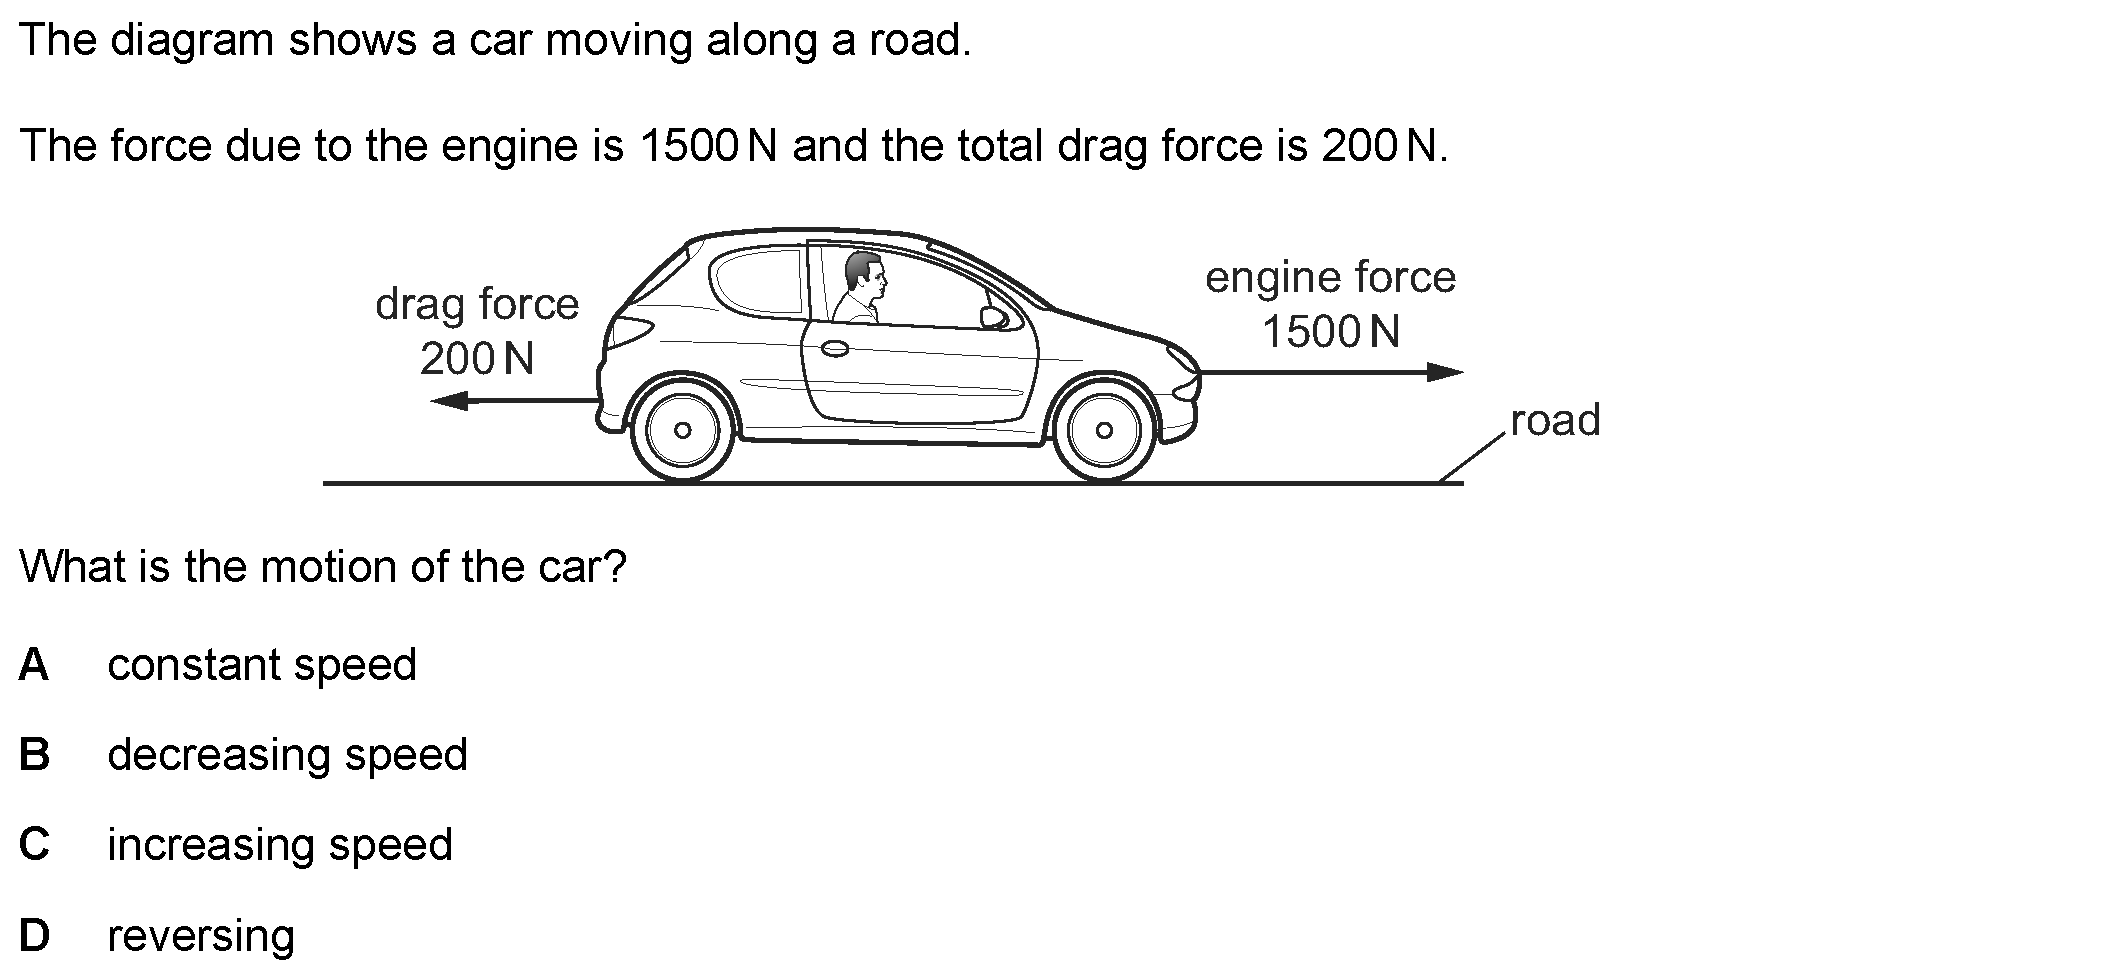 The diagram shows a car moving along a road.
The force due to the engine is 1500 N and the total drag force is 200 N.
drag force
200 N
engine force
1500 N
road
What is the motion of the car?
A constant speed
B decreasing speed
C increasing speed
D reversing